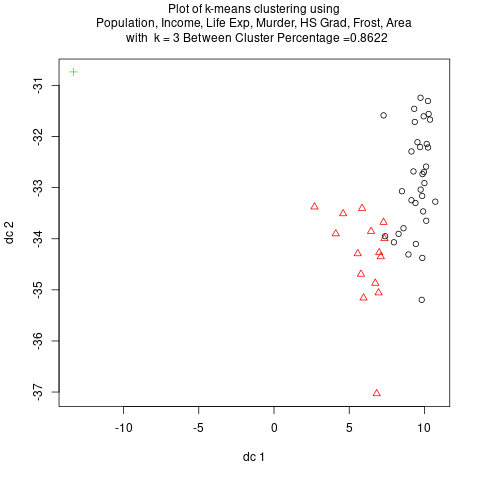 Plot of k-means clustering using
Population, Income, Life Exp, Murder, HS Grad, Frost, Area
with k = 3 Between Cluster Percentage =0.8622
-31
-32
-33
-34
-35
-36
-37
dc 2
-10 -5 0 5 10
dc 1